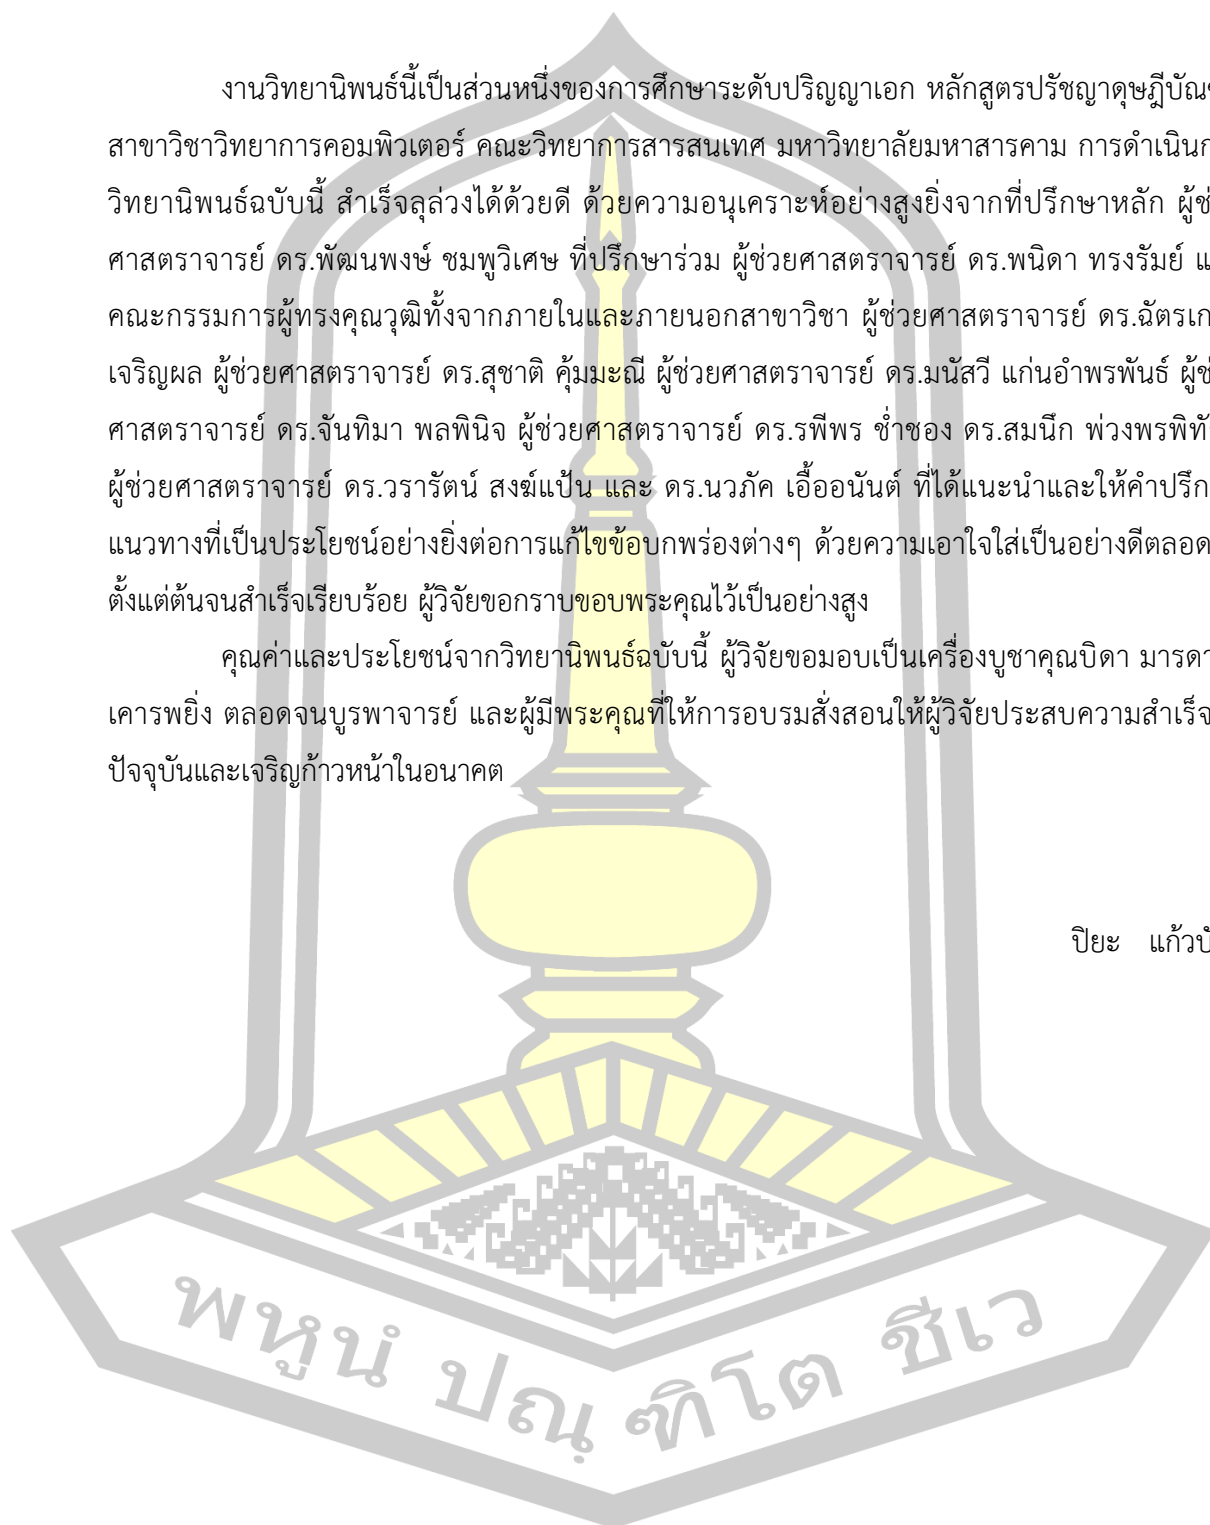 งานวิทยานิพนธ์นี้เป็นส่วนหนึ่งของการศึกษาระดับปริญญาเอก หลักสูตรปรัชญาดุษฎีบัณ
สาขาวิชาวิทยาการคอมพิวเตอร์ คณะวิทยาการสารสนเทศ มหาวิทยาลัยมหาสารคาม การดำเนิน
วิทยานิพนธ์ฉบับนี้ สำเร็จลุล่วงได้ด้วยดี ด้วยความอนุเคราะห์อย่างสูงยิ่งจากที่ปรึกษาหลัก ผู้ช่
ศาสตราจารย์ ดร.พัฒนพงษ์ ชมพูวิเศษ ที่ปรึกษาร่วม ผู้ช่วยศาสตราจารย์ ดร.พนิดา ทรงรัมย์ แ
คณะกรรมการผู้ทรงคุณวุฒิทั้งจากภายในและภายนอกสาขาวิชา ผู้ช่วยศาสตราจารย์ ดร.ฉัตรเก
เจริญผล ผู้ช่วยศาสตราจารย์ ดร.สุชาติ คุ้มมะณี ผู้ช่วยศาสตราจารย์ ดร.มนัสวี แก่นอำพรพันธ์ ผู้ช่
ศาสตราจารย์ ดร.จันทิมา พลพินิจ ผู้ช่วยศาสตราจารย์ ดร.รพีพร ช่ำชอง ดร.สมนึก พ่วงพรพิทั
ผู้ช่วยศาสตราจารย์ ดร.วรารัตน์ สงฆ์แป้น และ ดร.นวภัค เอื้ออนันต์ ที่ได้แนะนำและให้คำปรึก
แนวทางที่เป็นประโยชน์อย่างยิ่งต่อการแก้ไขข้อบกพร่องต่างๆ ด้วยความเอาใจใส่เป็นอย่างดีตลอด
ตั้งแต่ต้นจนสำเร็จเรียบร้อย ผู้วิจัยขอกราบขอบพระคุณไว้เป็นอย่างสูง
คุณค่าและประโยชน์จากวิทยานิพนธ์ฉบับนี้ ผู้วิจัยขอมอบเป็นเครื่องบูชาคุณบิดา มารดา
เคารพยิ่ง ตลอดจนบูรพาจารย์ และผู้มีพระคุณที่ให้การอบรมสั่งสอนให้ผู้วิจัยประสบความสำเร็จ
ปัจจุบันและเจริญก้าวหน้าในอนาคต
ปิยะ แก้วบั
พหูนํ ปณฺฑิโต ชีเว